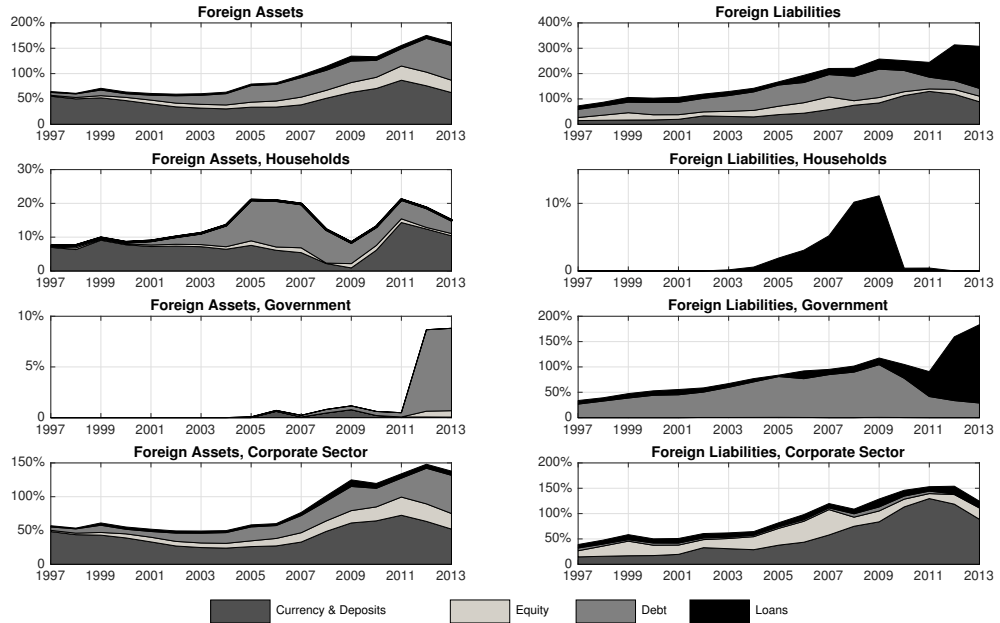 Foreign Assets
200%
150%
100%
50%
0
1997 1999 2001 2003 2005 2007 2009 2011 2013
Foreign Liabilities
400%
300%
200%
100%
0
1997 1999 2001 2003 2005 2007 2009 2011 2013
Foreign Assets, Households
30%
20%
10%
0
1997 1999 2001 2003 2005 2007 2009 2011 2013
Foreign Liabilities, Households
10%
0
1997 1999 2001 2003 2005 2007 2009 2011 2013
Foreign Assets, Government
10%
5%
0
1997 1999 2001 2003 2005 2007 2009 2011 2013
Foreign Liabilities, Government
200%
150%
100%
50%
0
1997 1999 2001 2003 2005 2007 2009 2011 2013
Foreign Assets, Corporate Sector
150%
100%
50%
0
1997 1999 2001 2003 2005 2007 2009 2011 2013
Foreign Liabilities, Corporate Sector
200%
150%
100%
50%
0
1997 1999 2001 2003 2005 2007 2009 2011 2013
Currency & Deposits Equity Debt Loans